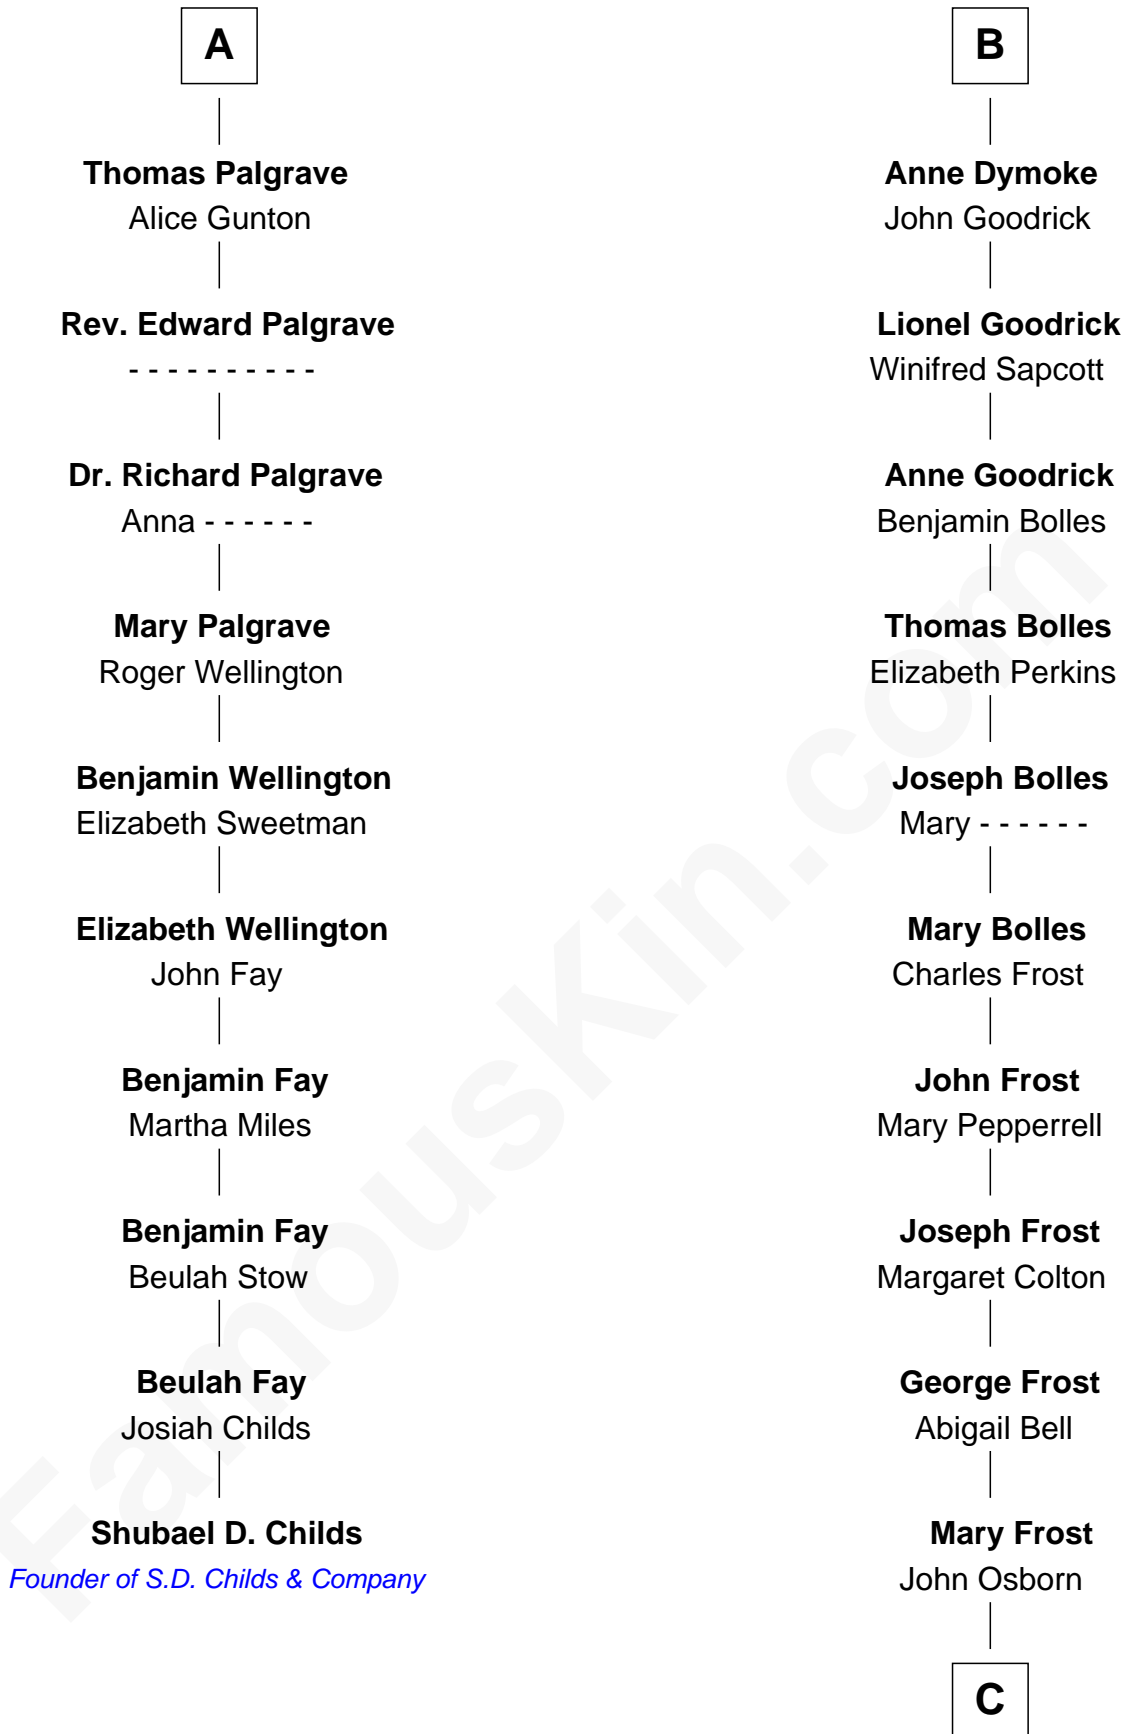 A
Thomas Palgrave
Alice Gunton
Rev. Edward Palgrave
- - - - - - - - - -
Dr. Richard Palgrave
Anna - - - - - -
Mary Palgrave
Roger Wellington
Benjamin Wellington
Elizabeth Sweetman
Elizabeth Wellington
John Fay
Benjamin Fay
Martha Miles
Benjamin Fay
Beulah Stow
Beulah Fay
Josiah Childs
Shubael D. Childs
Founder of S.D. Childs & Company
B
Anne Dymoke
John Goodrick
Lionel Goodrick
Winifred Sapcott
Anne Goodrick
Benjamin Bolles
Thomas Bolles
Elizabeth Perkins
Joseph Bolles
Mary - - - - - -
Mary Bolles
Charles Frost
John Frost
Mary Pepperrell
Joseph Frost
Margaret Colton
George Frost
Abigail Bell
Mary Frost
John Osborn
C
FamousKin.com